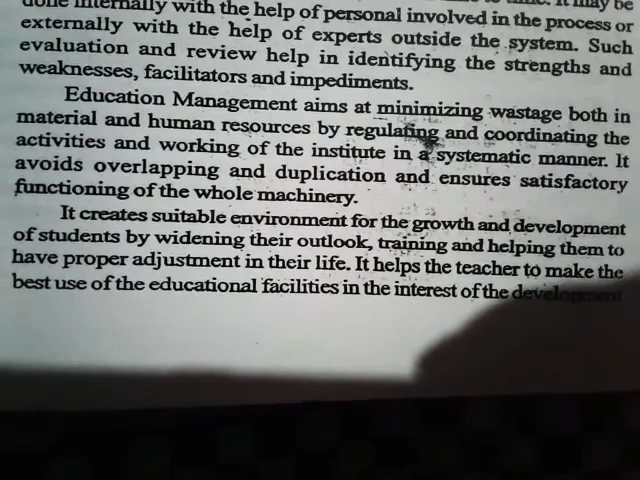 done internally with the help of personal involved in the process or
externally with the help of experts outside the system. Such
evaluation and review help in identifying the strengths and
weaknesses, facilitators and impediments.
Education Management aims at minimizing wastage both in
material and human resources by regulating and coordinating the
activities and working of the institute in a systematic manner. It
avoids overlapping and duplication and ensures satisfactory
functioning of the whole machinery.
It creates suitable environment for the growth and development
of students by widening their outlook, training and helping them to
have proper adjustment in their life. It helps the teacher to make the
best use of the educational facilities in the interest of the development